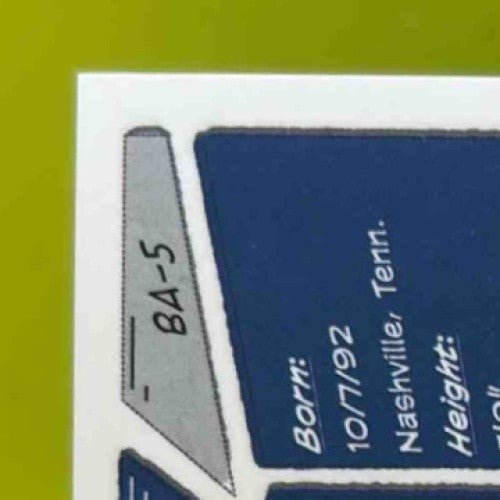 BA-5
Born:
10/7/92
Nashville, Tenn.
Height: